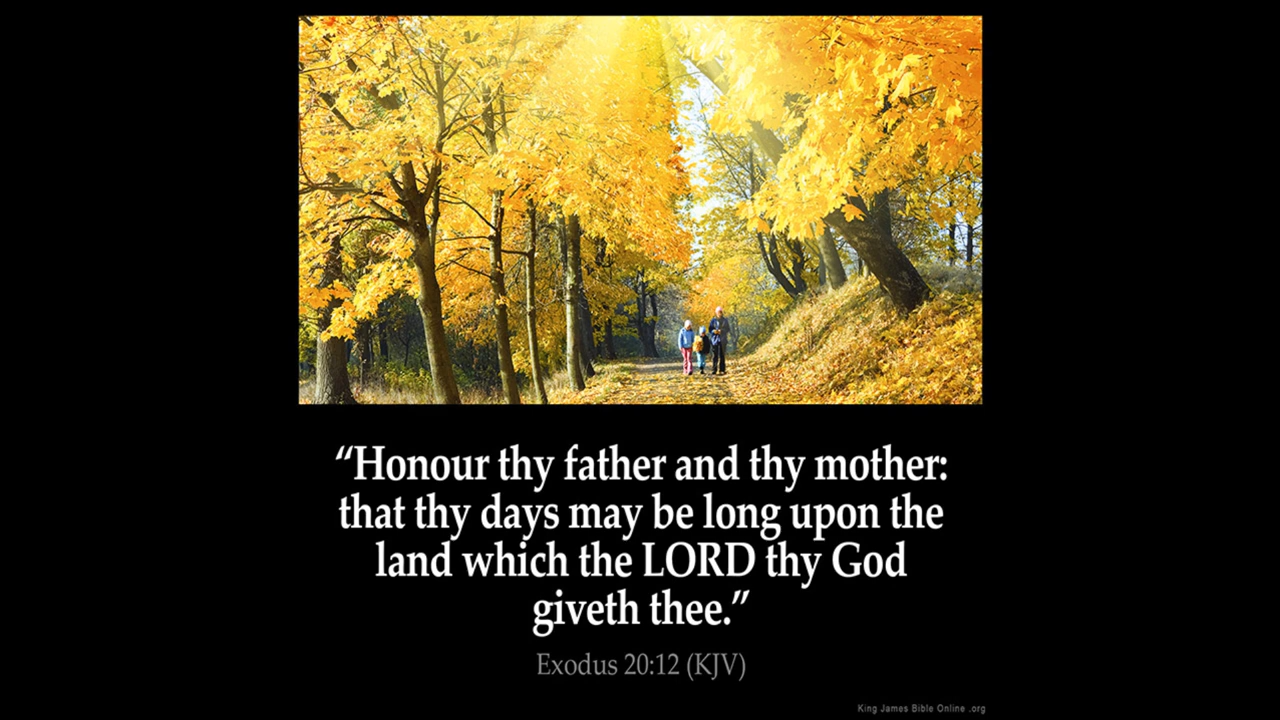 “Honour thy father and thy mother:
that thy days may be long upon the
land which the LORD thy God
giveth thee.”
Exodus 20:12 (KJV)
King James Bible Online .org